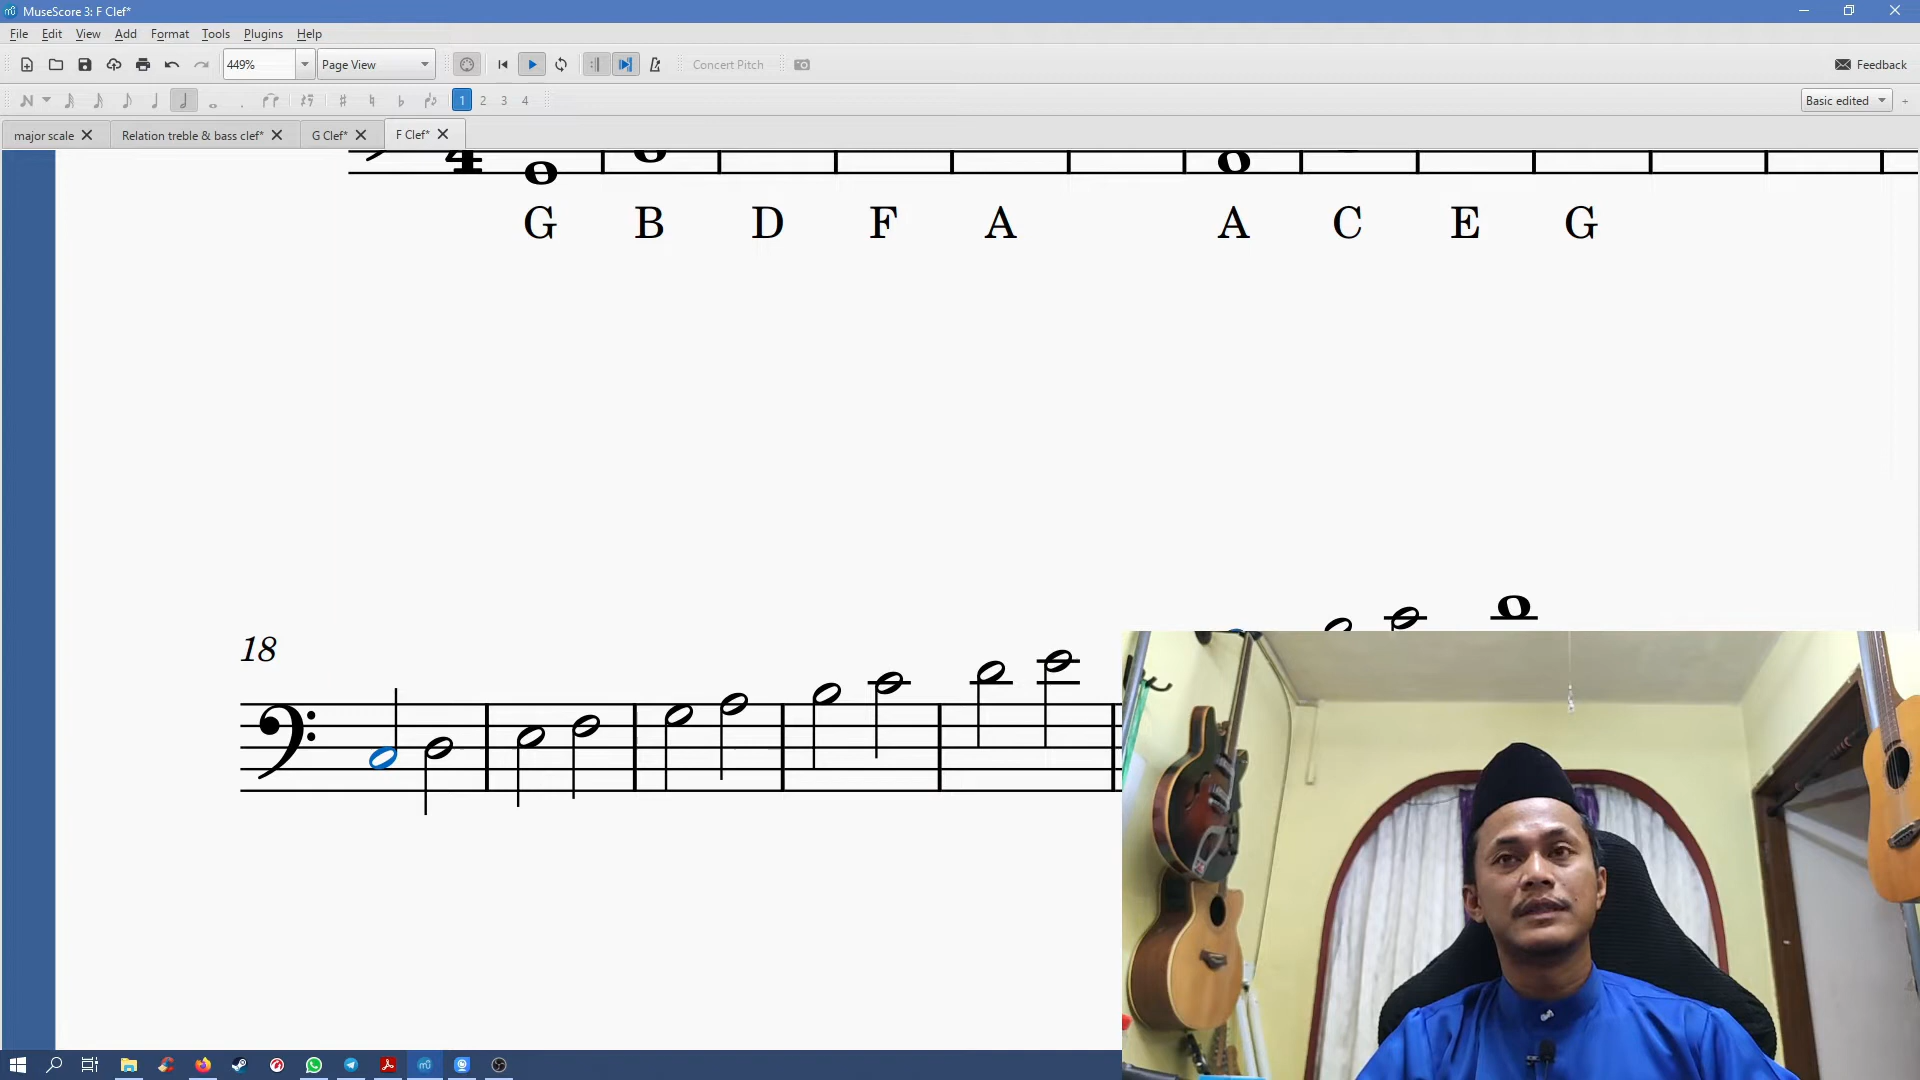 MuseScore 3: F Clef*
File Edit View Add Format Tools Plugins Help
449% Page View Concert Pitch Feedback
1 2 3 4 Basic edited
major scale Relation treble & bass clef* G Clef* F Clef*
4
G B D F A A C E G
18